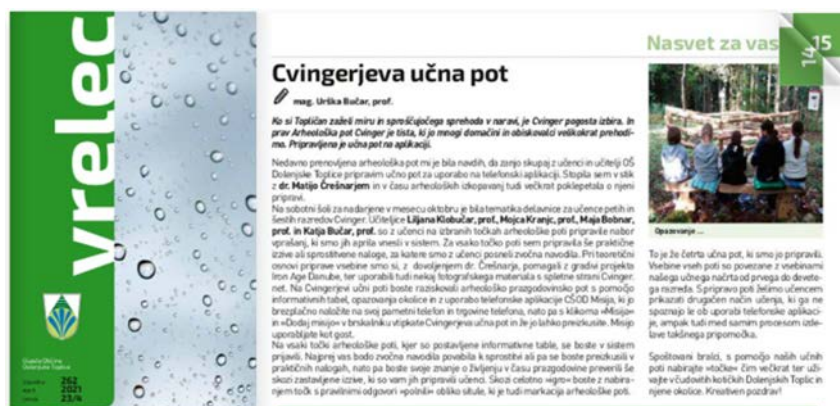 vrelec
Glasilo Občine
Dolenjske Toplice
številka 262
april 2021
letnik 23/4
Nasvet za vas
14 15
Cvingerjeva učna pot
mag. Urška Bučar, prof.
Ko si Topličan zaželi miru in sproščujočega sprehoda v naravi, je Cvinger pogosta izbira. In
prav Arheološka pot Cvinger je tista, ki jo mnogi domačini in obiskovalci velikokrat prehodi-
mo. Pripravljena je učna pot na aplikaciji.
Nedavno prenovljena arheološka pot mi je bila navdih, da zanjo skupaj z učenci in učitelji OŠ
Dolenjske Toplice pripravim učno pot za uporabo na telefonski aplikaciji. Stopila sem v stik
z dr. Matijo Črešnarjem in v času arheoloških izkopavanj tudi večkrat poklepetala o njeni
pripravi.
Na sobotni šoli za nadarjene v mesecu oktobru je bila tematika delavnice za učence petih in
šestih razredov Cvinger. Učiteljice Liljana Klobučar, prof., Mojca Kranjc, prof., Maja Bobnar,
prof. in Katja Bučar, prof. so z učenci na izbranih točkah arheološke poti pripravile nabor
vprašanj, ki smo jih aprila vnesli v sistem. Za vsako točko poti sem pripravila še praktične
izzive ali sprostitvene naloge, za katere smo z učenci posneli zvočna navodila. Pri teoretični
osnovi priprave vsebine smo si, z dovoljenjem dr. Črešnarja, pomagali z gradivi projekta
Iron Age Danube, ter uporabili tudi nekaj fotografskega materiala s spletne strani Cvinger.
net. Na Cvingerjevi učni poti boste raziskovali arheološko prazgodovinsko pot s pomočjo
informativnih tabel, opazovanja okolice in z uporabo telefonske aplikacije CŠOD Misija, ki jo
brezplačno naložite na svoj pametni telefon in trgovine telefona, nato pa s klikoma »Misija«
in »Dodaj misijo« v brskalniku vtipkate Cvingerjeva učna pot in že jo lahko preizkusite. Misijo
uporabljate kot gost.
Na vsaki točki arheološke poti, kjer so postavljene informativne table, se boste v sistem
prijavili. Najprej vas bodo zvočna navodila povabila k sprostitvi ali pa se boste preizkusili v
praktičnih nalogah, nato pa boste svoje znanje o življenju v času prazgodovine preverili še
skozi zastavljene izzive, ki so vam jih pripravili učenci. Skozi celotno »igro« boste z nabira-
njem točk s pravilnimi odgovori »polnili« obliko situle, ki je tudi markacija arheološke poti.
Opazovanje ...
To je že četrta učna pot, ki smo jo pripravili.
Vsebine vseh poti so povezane z vsebinami
našega učnega načrta od prvega do devete-
ga razreda. S pripravo poti želimo učencem
prikazati drugačen način učenja, ki ga ne
spoznajo le ob uporabi telefonske aplikaci-
je, ampak tudi med samim procesom izde-
lave takšnega pripomočka.
Spoštovani bralci, s pomočjo naših učnih
poti nabirajte »točke« čim večkrat ter uži-
vajte v čudovitih kotičkih Dolenjskih Toplic in
njene okolice. Kreativen pozdrav!